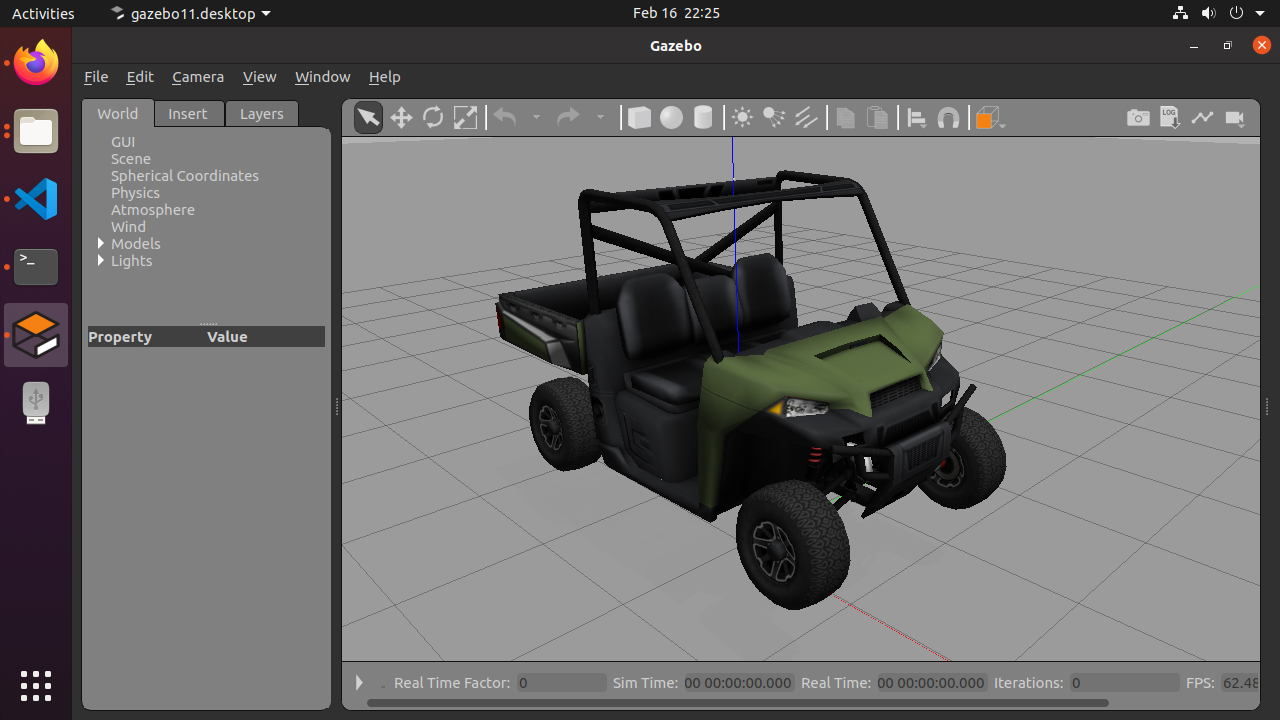 Activities gazebo11.desktop Feb 16 22:25
Gazebo
File Edit Camera View Window Help
World Insert Layers
LOG
GUI
Scene
Spherical Coordinates
Physics
Atmosphere
Wind
Models
Lights
Property Value
Real Time Factor: 0 Sim Time: 00 00:00:00.000 Real Time: 00 00:00:00.000 Iterations: 0 FPS: 62.48